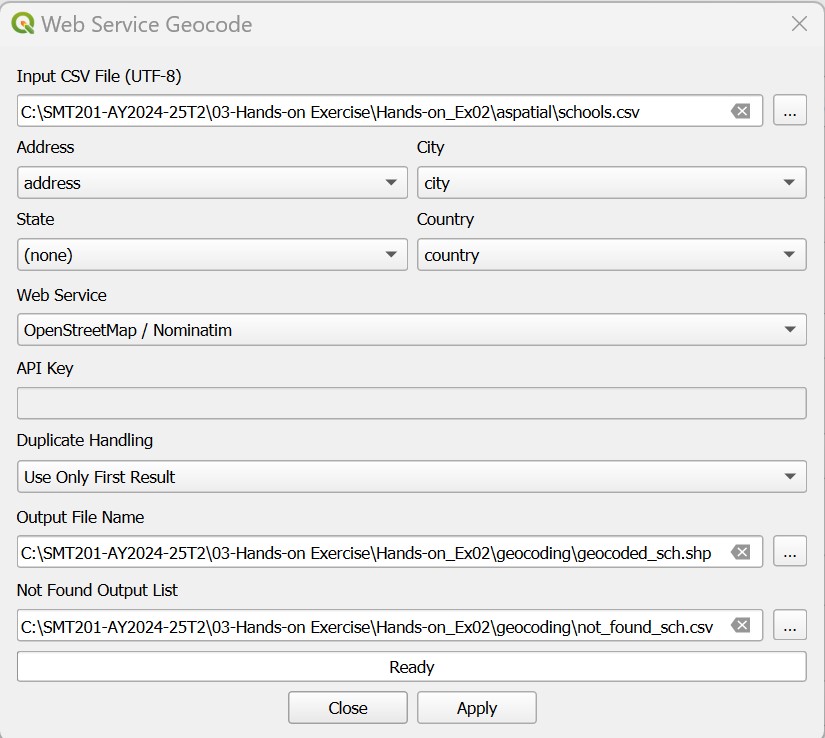 Web Service Geocode
Input CSV File (UTF-8)
C:\SMT201-AY2024-25T2\03-Hands-on Exercise\Hands-on_Ex02\aspatial\schools.csv
...
Address City
address city
State Country
(none) country
Web Service
OpenStreetMap / Nominatim
API Key
Duplicate Handling
Use Only First Result
Output File Name
C:\SMT201-AY2024-25T2\03-Hands-on Exercise\Hands-on_Ex02\geocoding\geocoded_sch.shp
...
Not Found Output List
C:\SMT201-AY2024-25T2\03-Hands-on Exercise\Hands-on_Ex02\geocoding\not_found_sch.csv
...
Ready
Close Apply